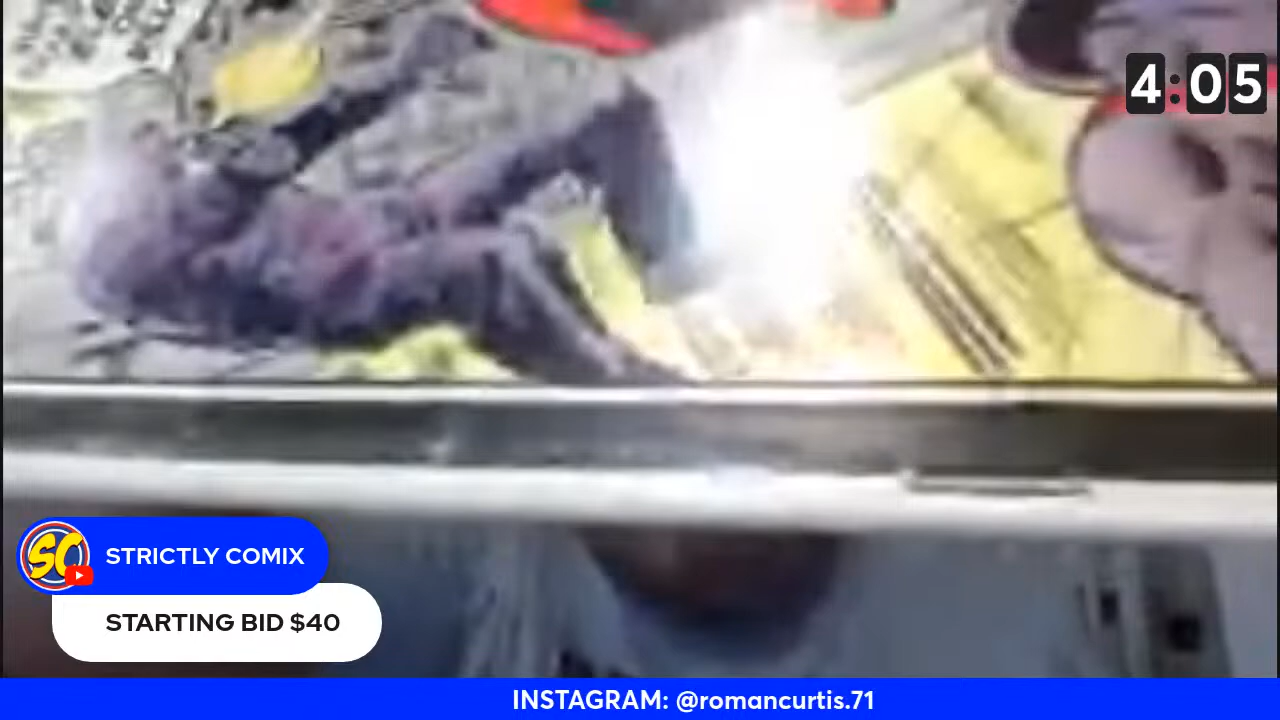 4:05
SC
STRICTLY COMIX
STARTING BID $40
INSTAGRAM: @romancurtis.71